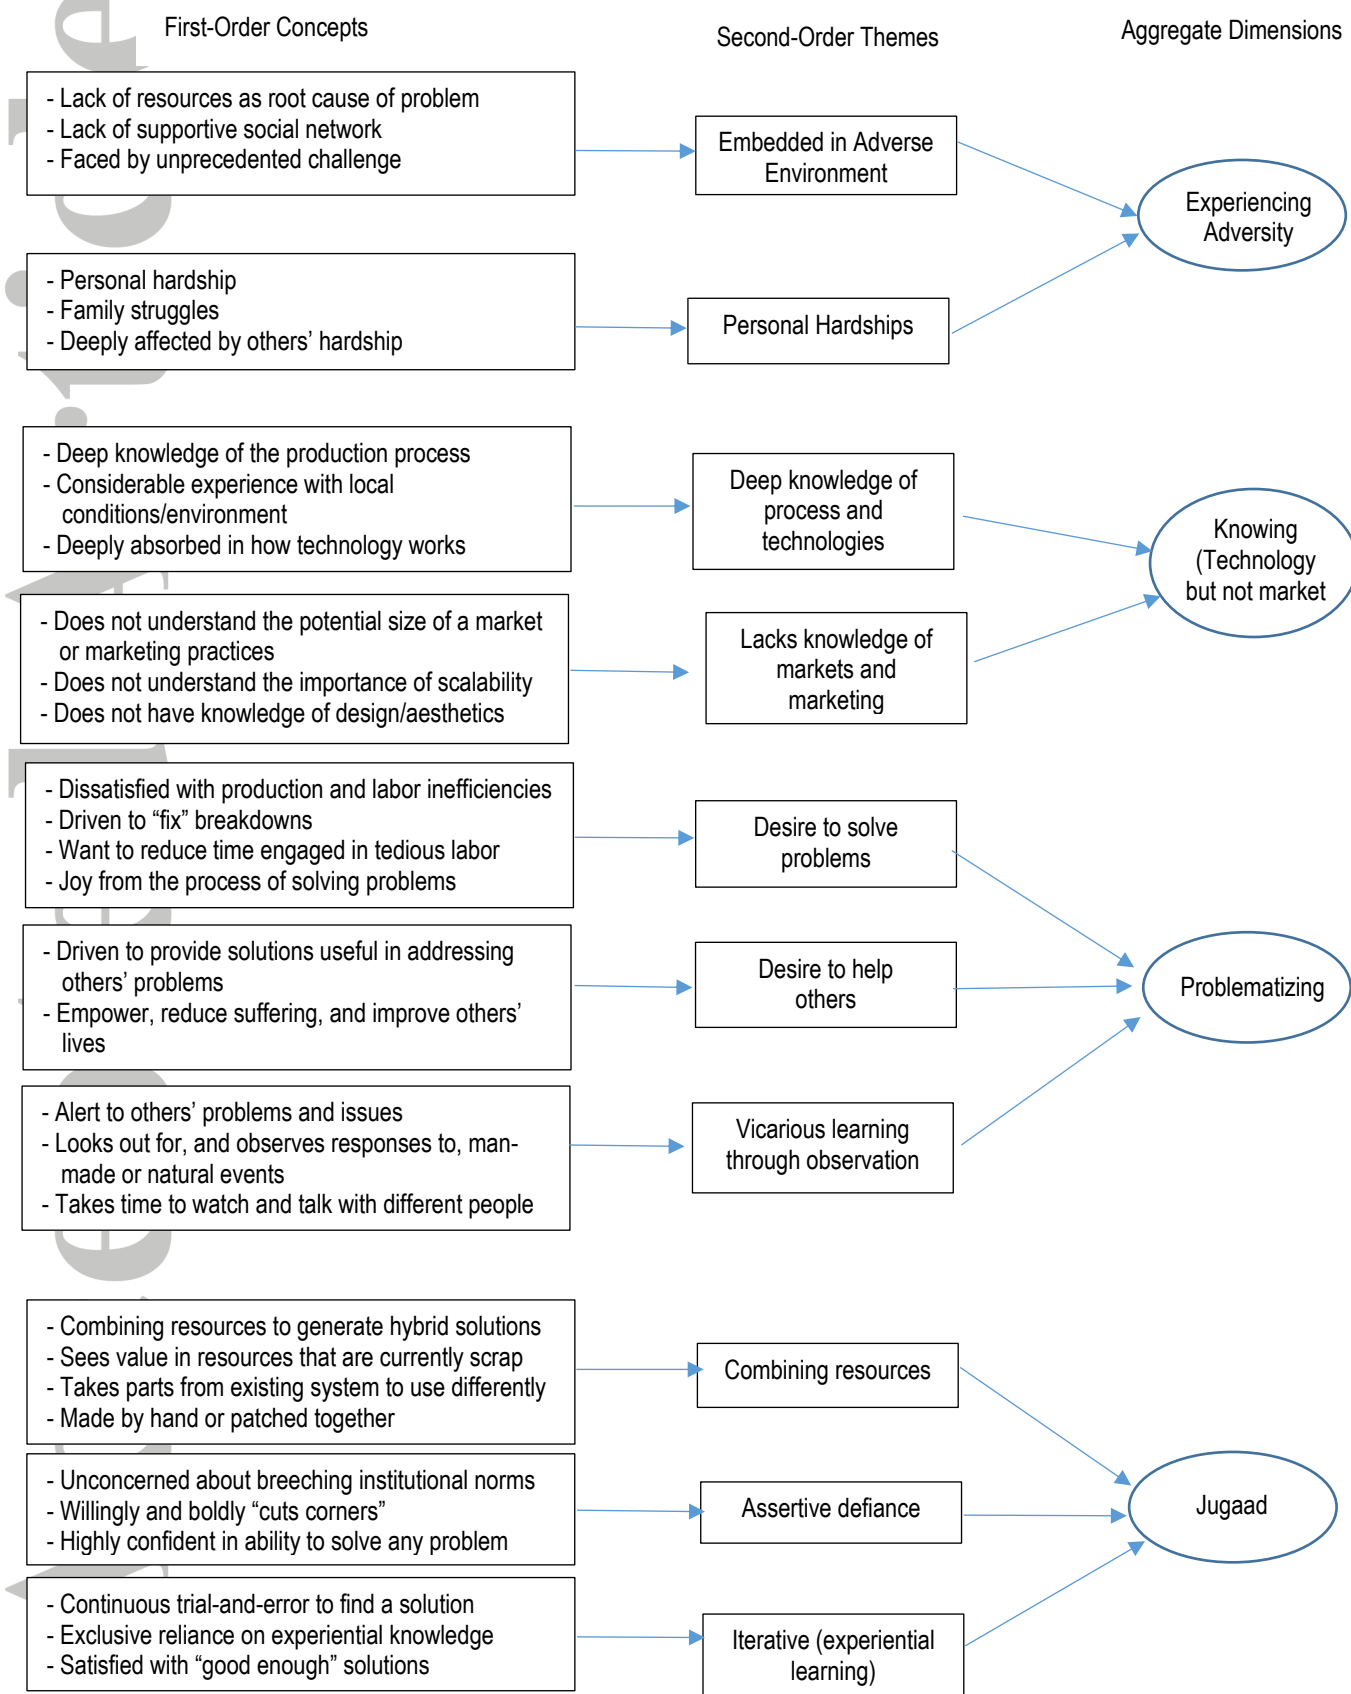 First-Order Concepts
Second-Order Themes
Aggregate Dimensions
- Lack of resources as root cause of problem
- Lack of supportive social network
- Faced by unprecedented challenge
Embedded in Adverse
Environment
Experiencing
Adversity
- Personal hardship
- Family struggles
- Deeply affected by others’ hardship
Personal Hardships
- Deep knowledge of the production process
- Considerable experience with local
conditions/environment
- Deeply absorbed in how technology works
Deep knowledge of
process and
technologies
Knowing
(Technology
but not market
- Does not understand the potential size of a market
or marketing practices
- Does not understand the importance of scalability
- Does not have knowledge of design/aesthetics
Lacks knowledge of
markets and
marketing
- Dissatisfied with production and labor inefficiencies
- Driven to “fix” breakdowns
- Want to reduce time engaged in tedious labor
- Joy from the process of solving problems
Desire to solve
problems
- Driven to provide solutions useful in addressing
others’ problems
- Empower, reduce suffering, and improve others’
lives
Desire to help
others
Problematizing
- Alert to others’ problems and issues
- Looks out for, and observes responses to, man-
made or natural events
- Takes time to watch and talk with different people
Vicarious learning
through observation
- Combining resources to generate hybrid solutions
- Sees value in resources that are currently scrap
- Takes parts from existing system to use differently
- Made by hand or patched together
Combining resources
- Unconcerned about breeching institutional norms
- Willingly and boldly “cuts corners”
- Highly confident in ability to solve any problem
Assertive defiance
Jugaad
- Continuous trial-and-error to find a solution
- Exclusive reliance on experiential knowledge
- Satisfied with “good enough” solutions
Iterative (experiential
learning)